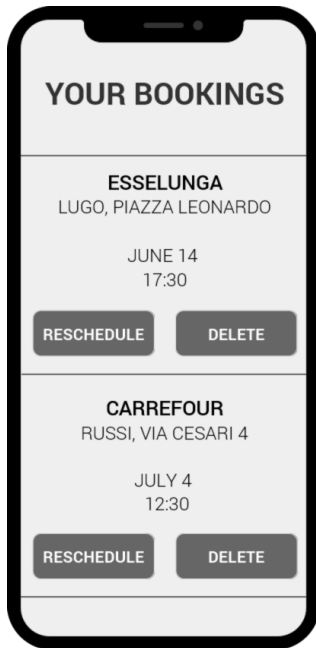 YOUR BOOKINGS
ESSELUNGA
LUGO, PIAZZA LEONARDO
JUNE 14
17:30
RESCHEDULE DELETE
CARREFOUR
RUSSI, VIA CESARI 4
JULY 4
12:30
RESCHEDULE DELETE